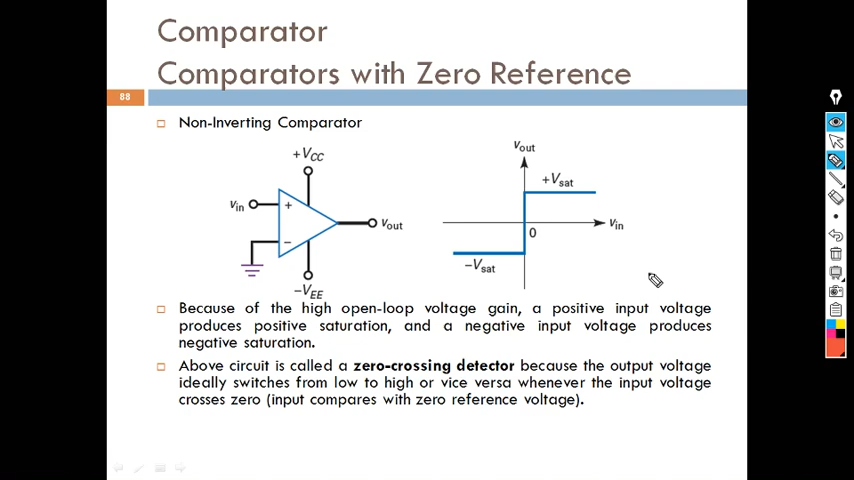 Comparator
Comparators with Zero Reference
88
Non-Inverting Comparator
+VCC
vin
+
−
vout
−VEE
vout
+Vsat
vin
0
−Vsat
Because of the high open-loop voltage gain, a positive input voltage
produces positive saturation, and a negative input voltage produces
negative saturation.
Above circuit is called a zero-crossing detector because the output voltage
ideally switches from low to high or vice versa whenever the input voltage
crosses zero (input compares with zero reference voltage).